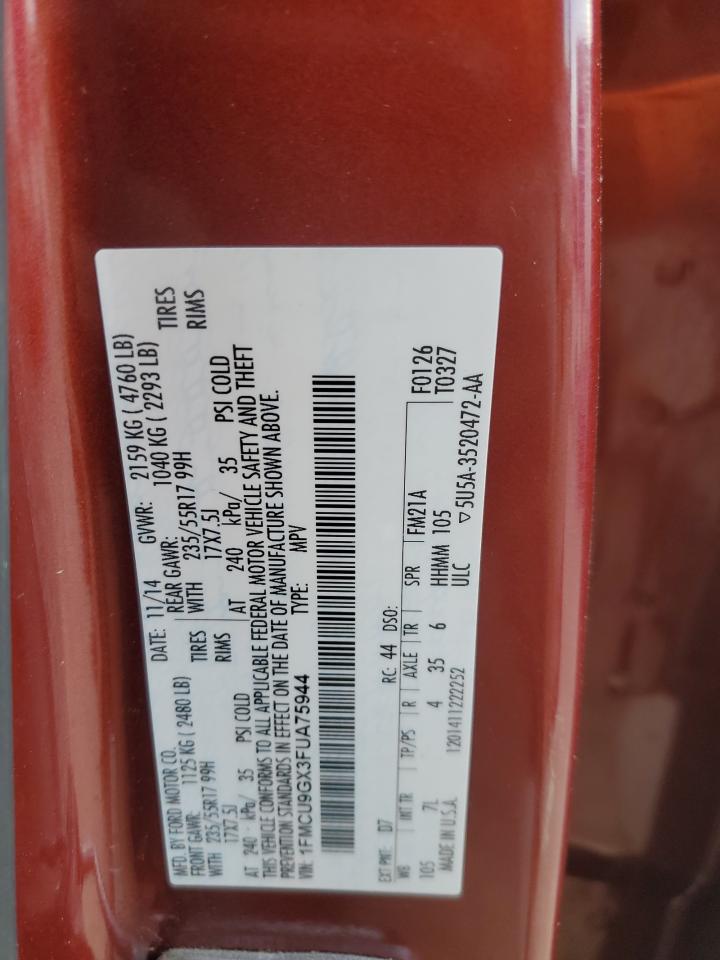 MFD. BY FORD MOTOR CO. DATE: 11/14 GVWR: 2159 KG ( 4760 LB)
FRONT GAWR: 1125 KG ( 2480 LB) REAR GAWR: 1040 KG ( 2293 LB)
WITH 235/55R17 99H TIRES WITH 235/55R17 99H TIRES
17X7.5J RIMS 17X7.5J RIMS
AT 240 kPa/ 35 PSI COLD AT 240 kPa/ 35 PSI COLD
THIS VEHICLE CONFORMS TO ALL APPLICABLE FEDERAL MOTOR VEHICLE SAFETY AND THEFT
PREVENTION STANDARDS IN EFFECT ON THE DATE OF MANUFACTURE SHOWN ABOVE.
VIN: 1FMCU9GX3FUA75944 TYPE: MPV
EXT PNT: D7 RC: 44 DSO: F0126
WB INT TR TP/PS R AXLE TR SPR FM21A T0327
105 7L 4 35 6 HHMM 105
MADE IN U.S.A. 1201411222252 ULC ▽5U5A-3520472-AA